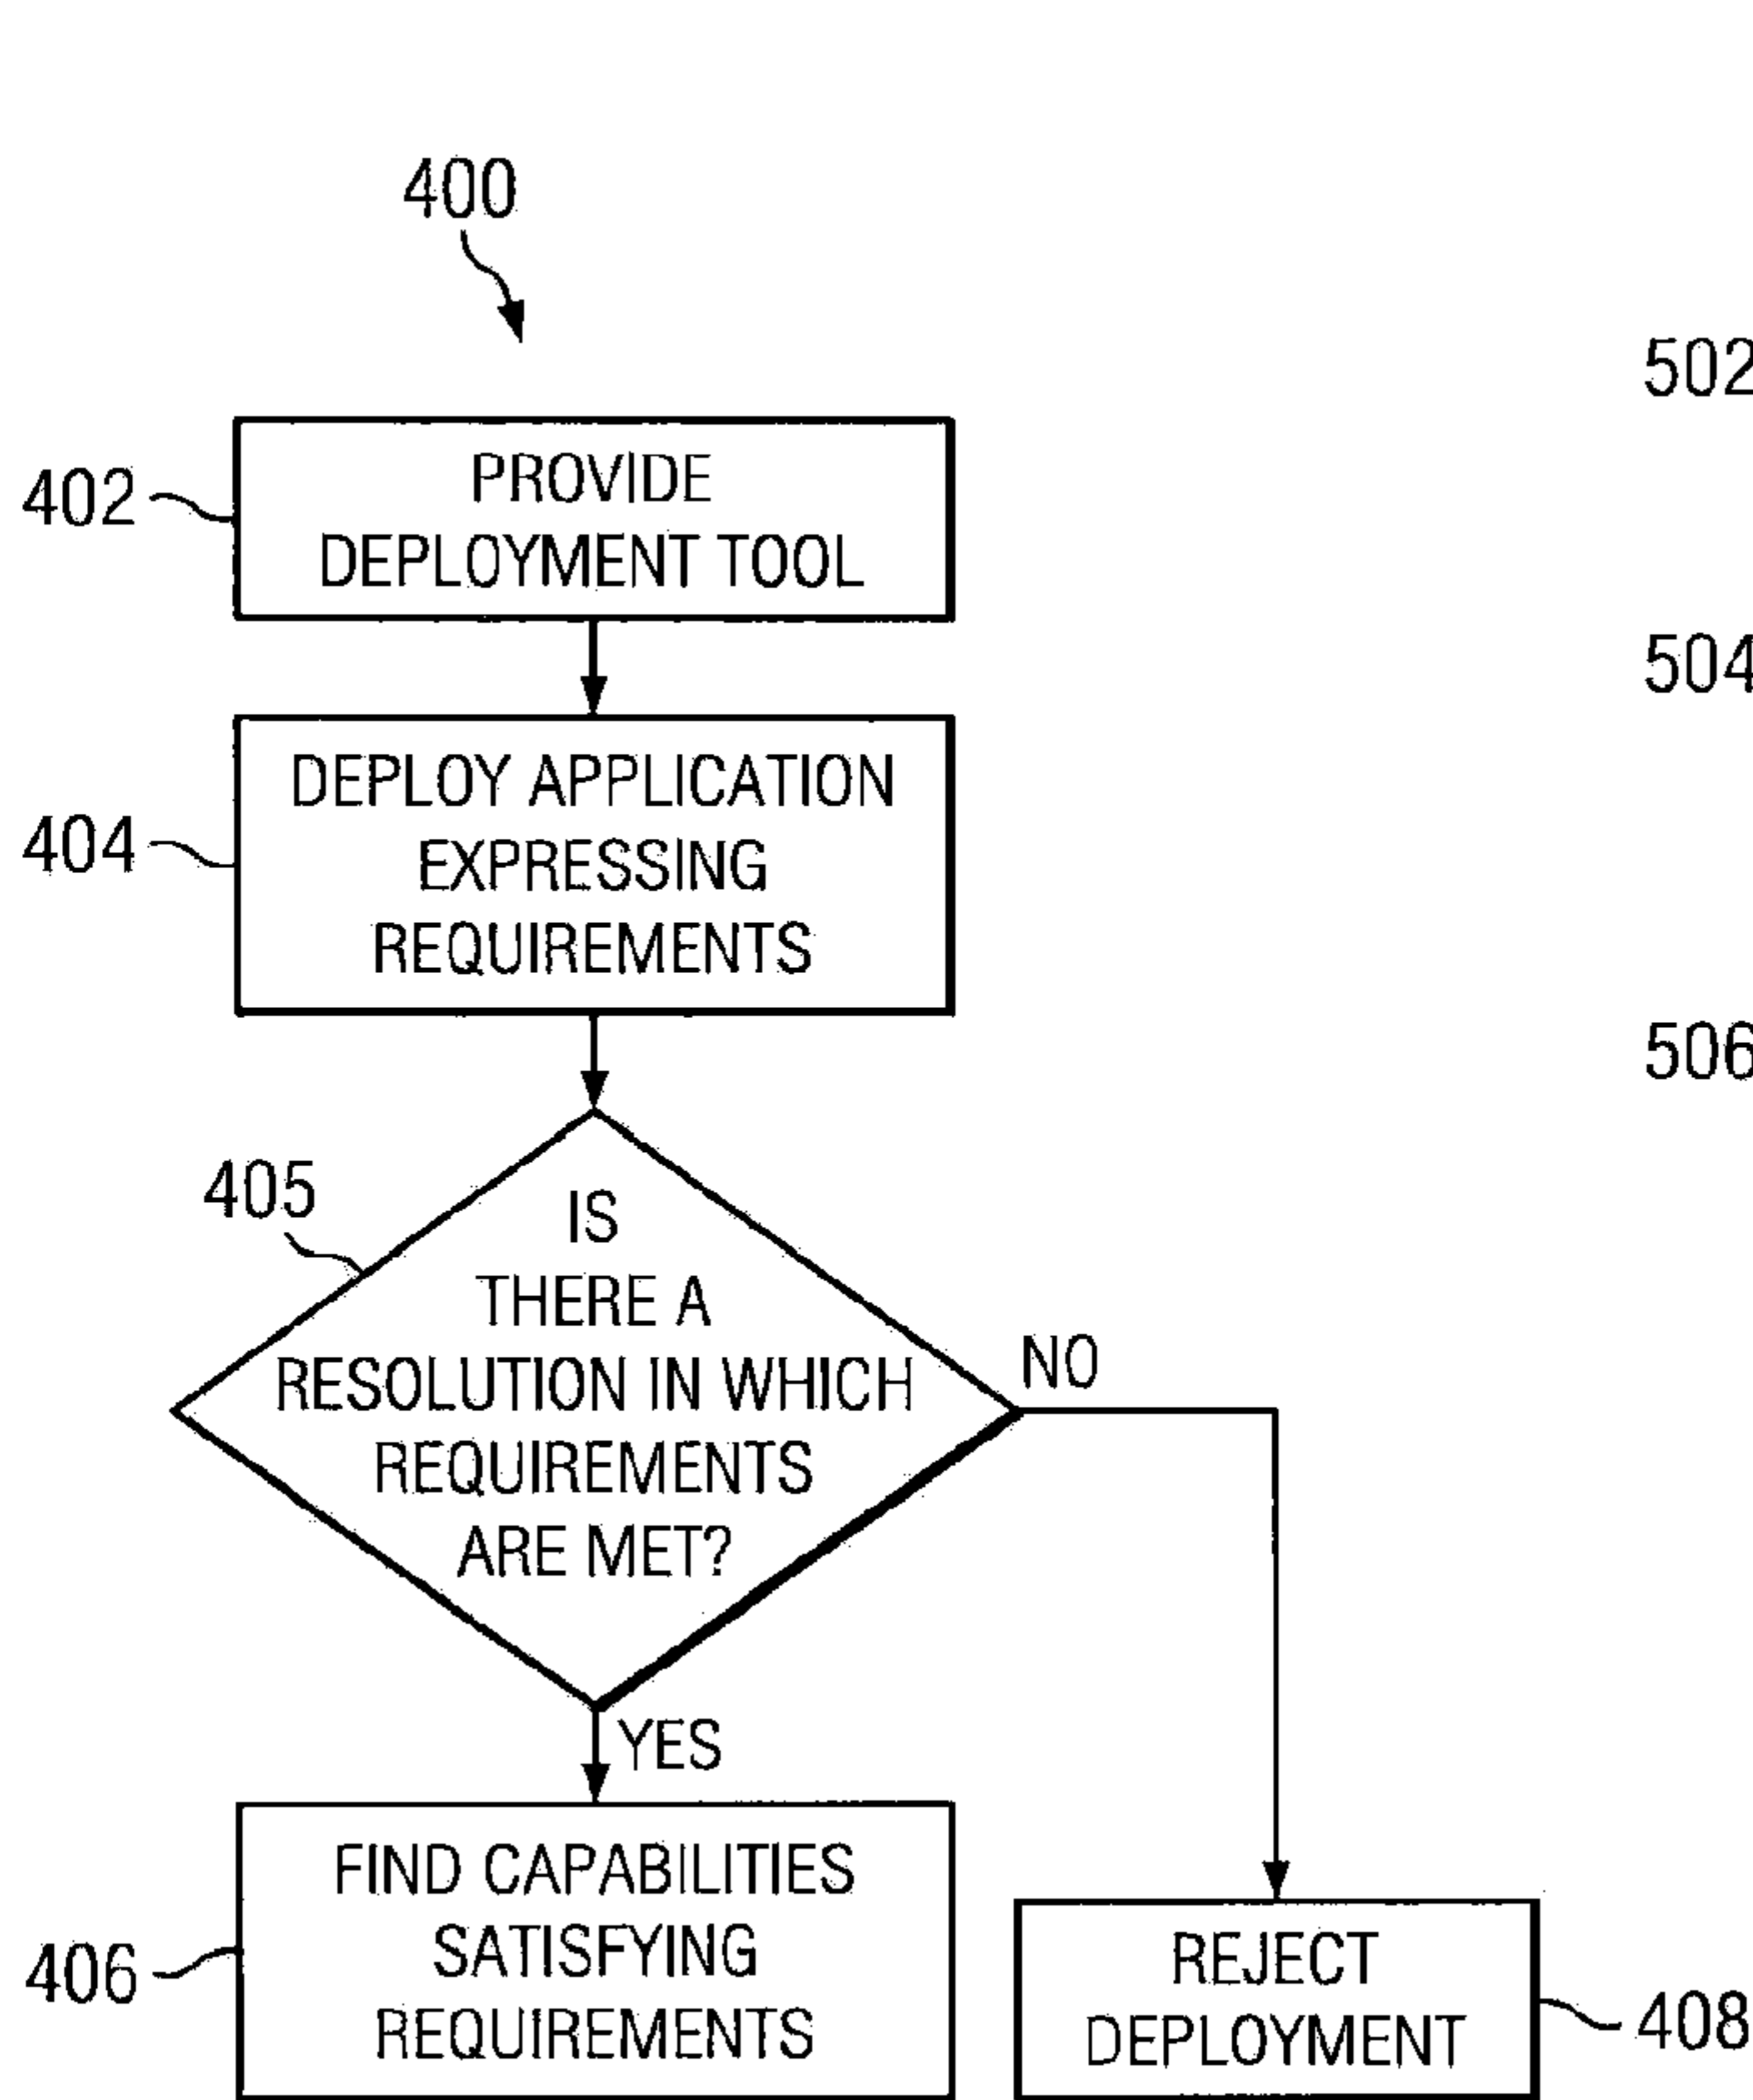 400
402
PROVIDE
DEPLOYMENT TOOL
404
DEPLOY APPLICATION
EXPRESSING
REQUIREMENTS
405
IS
THERE A
RESOLUTION IN WHICH
REQUIREMENTS
ARE MET?
NO
YES
406
FIND CAPABILITIES
SATISFYING
REQUIREMENTS
REJECT
DEPLOYMENT
408
502
504
506